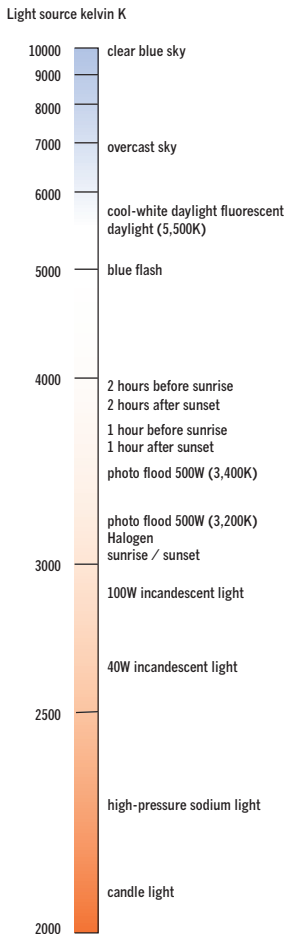 Light source kelvin K
10000 clear blue sky
9000
8000
7000 overcast sky
6000
cool-white daylight fluorescent
daylight (5,500K)
5000 blue flash
4000
2 hours before sunrise
2 hours after sunset
1 hour before sunrise
1 hour after sunset
photo flood 500W (3,400K)
photo flood 500W (3,200K)
Halogen
sunrise / sunset
3000
100W incandescent light
40W incandescent light
2500
high-pressure sodium light
candle light
2000